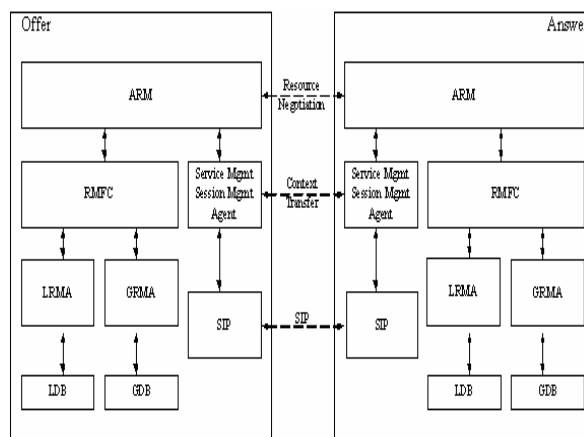 Offer
ARM
RMFC
Service Mgmt
Session Mgmt
Agent
LRMA
GRMA
SIP
LDB
GDB
Resource
Negotiation
Context
Transfer
SIP
Answe
ARM
Service Mgmt
Session Mgmt
Agent
RMFC
SIP
LRMA
GRMA
LDB
GDB